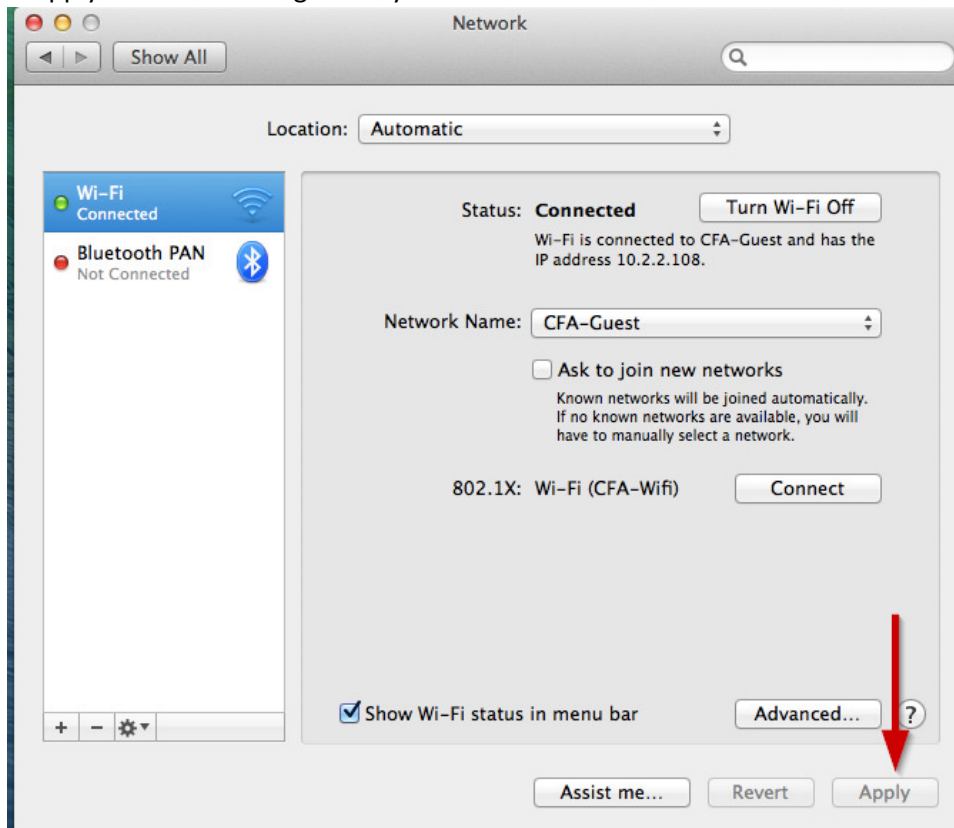 Network
Show All
Location: Automatic
Wi-Fi
Connected
Bluetooth PAN
Not Connected
Status: Connected
Turn Wi-Fi Off
Wi-Fi is connected to CFA-Guest and has the
IP address 10.2.2.108.
Network Name: CFA-Guest
Ask to join new networks
Known networks will be joined automatically.
If no known networks are available, you will
have to manually select a network.
802.1X: Wi-Fi (CFA-Wifi)
Connect
Show Wi-Fi status in menu bar
Advanced...
?
+ -
Assist me...
Revert
Apply